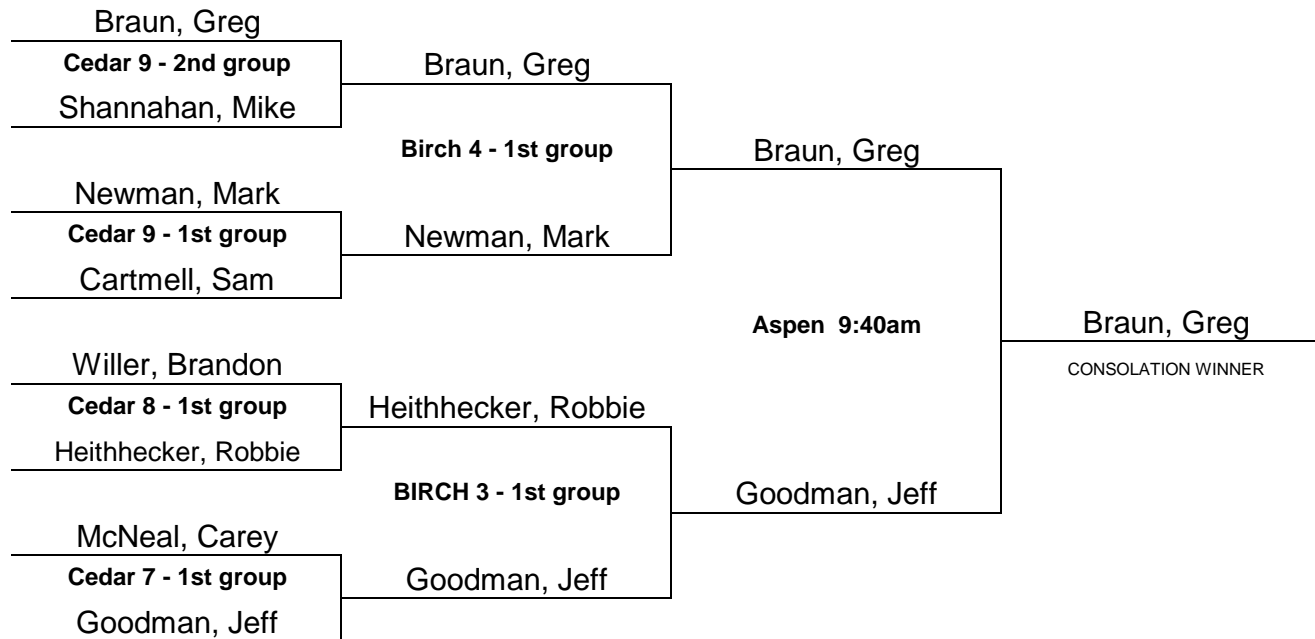 Braun, Greg
Cedar 9 - 2nd group
Shannahan, Mike
Braun, Greg
Birch 4 - 1st group
Newman, Mark
Newman, Mark
Cedar 9 - 1st group
Cartmell, Sam
Braun, Greg
Aspen  9:40am
Goodman, Jeff
Braun, Greg
CONSOLATION WINNER
Willer, Brandon
Cedar 8 - 1st group
Heithhecker, Robbie
Heithhecker, Robbie
BIRCH 3 - 1st group
Goodman, Jeff
McNeal, Carey
Cedar 7 - 1st group
Goodman, Jeff